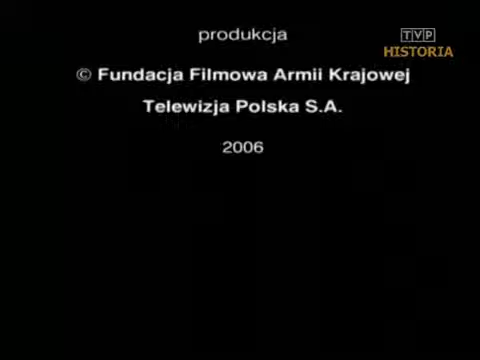 produkcja
TVP
HISTORIA
© Fundacja Filmowa Armii Krajowej
Telewizja Polska S.A.
2006